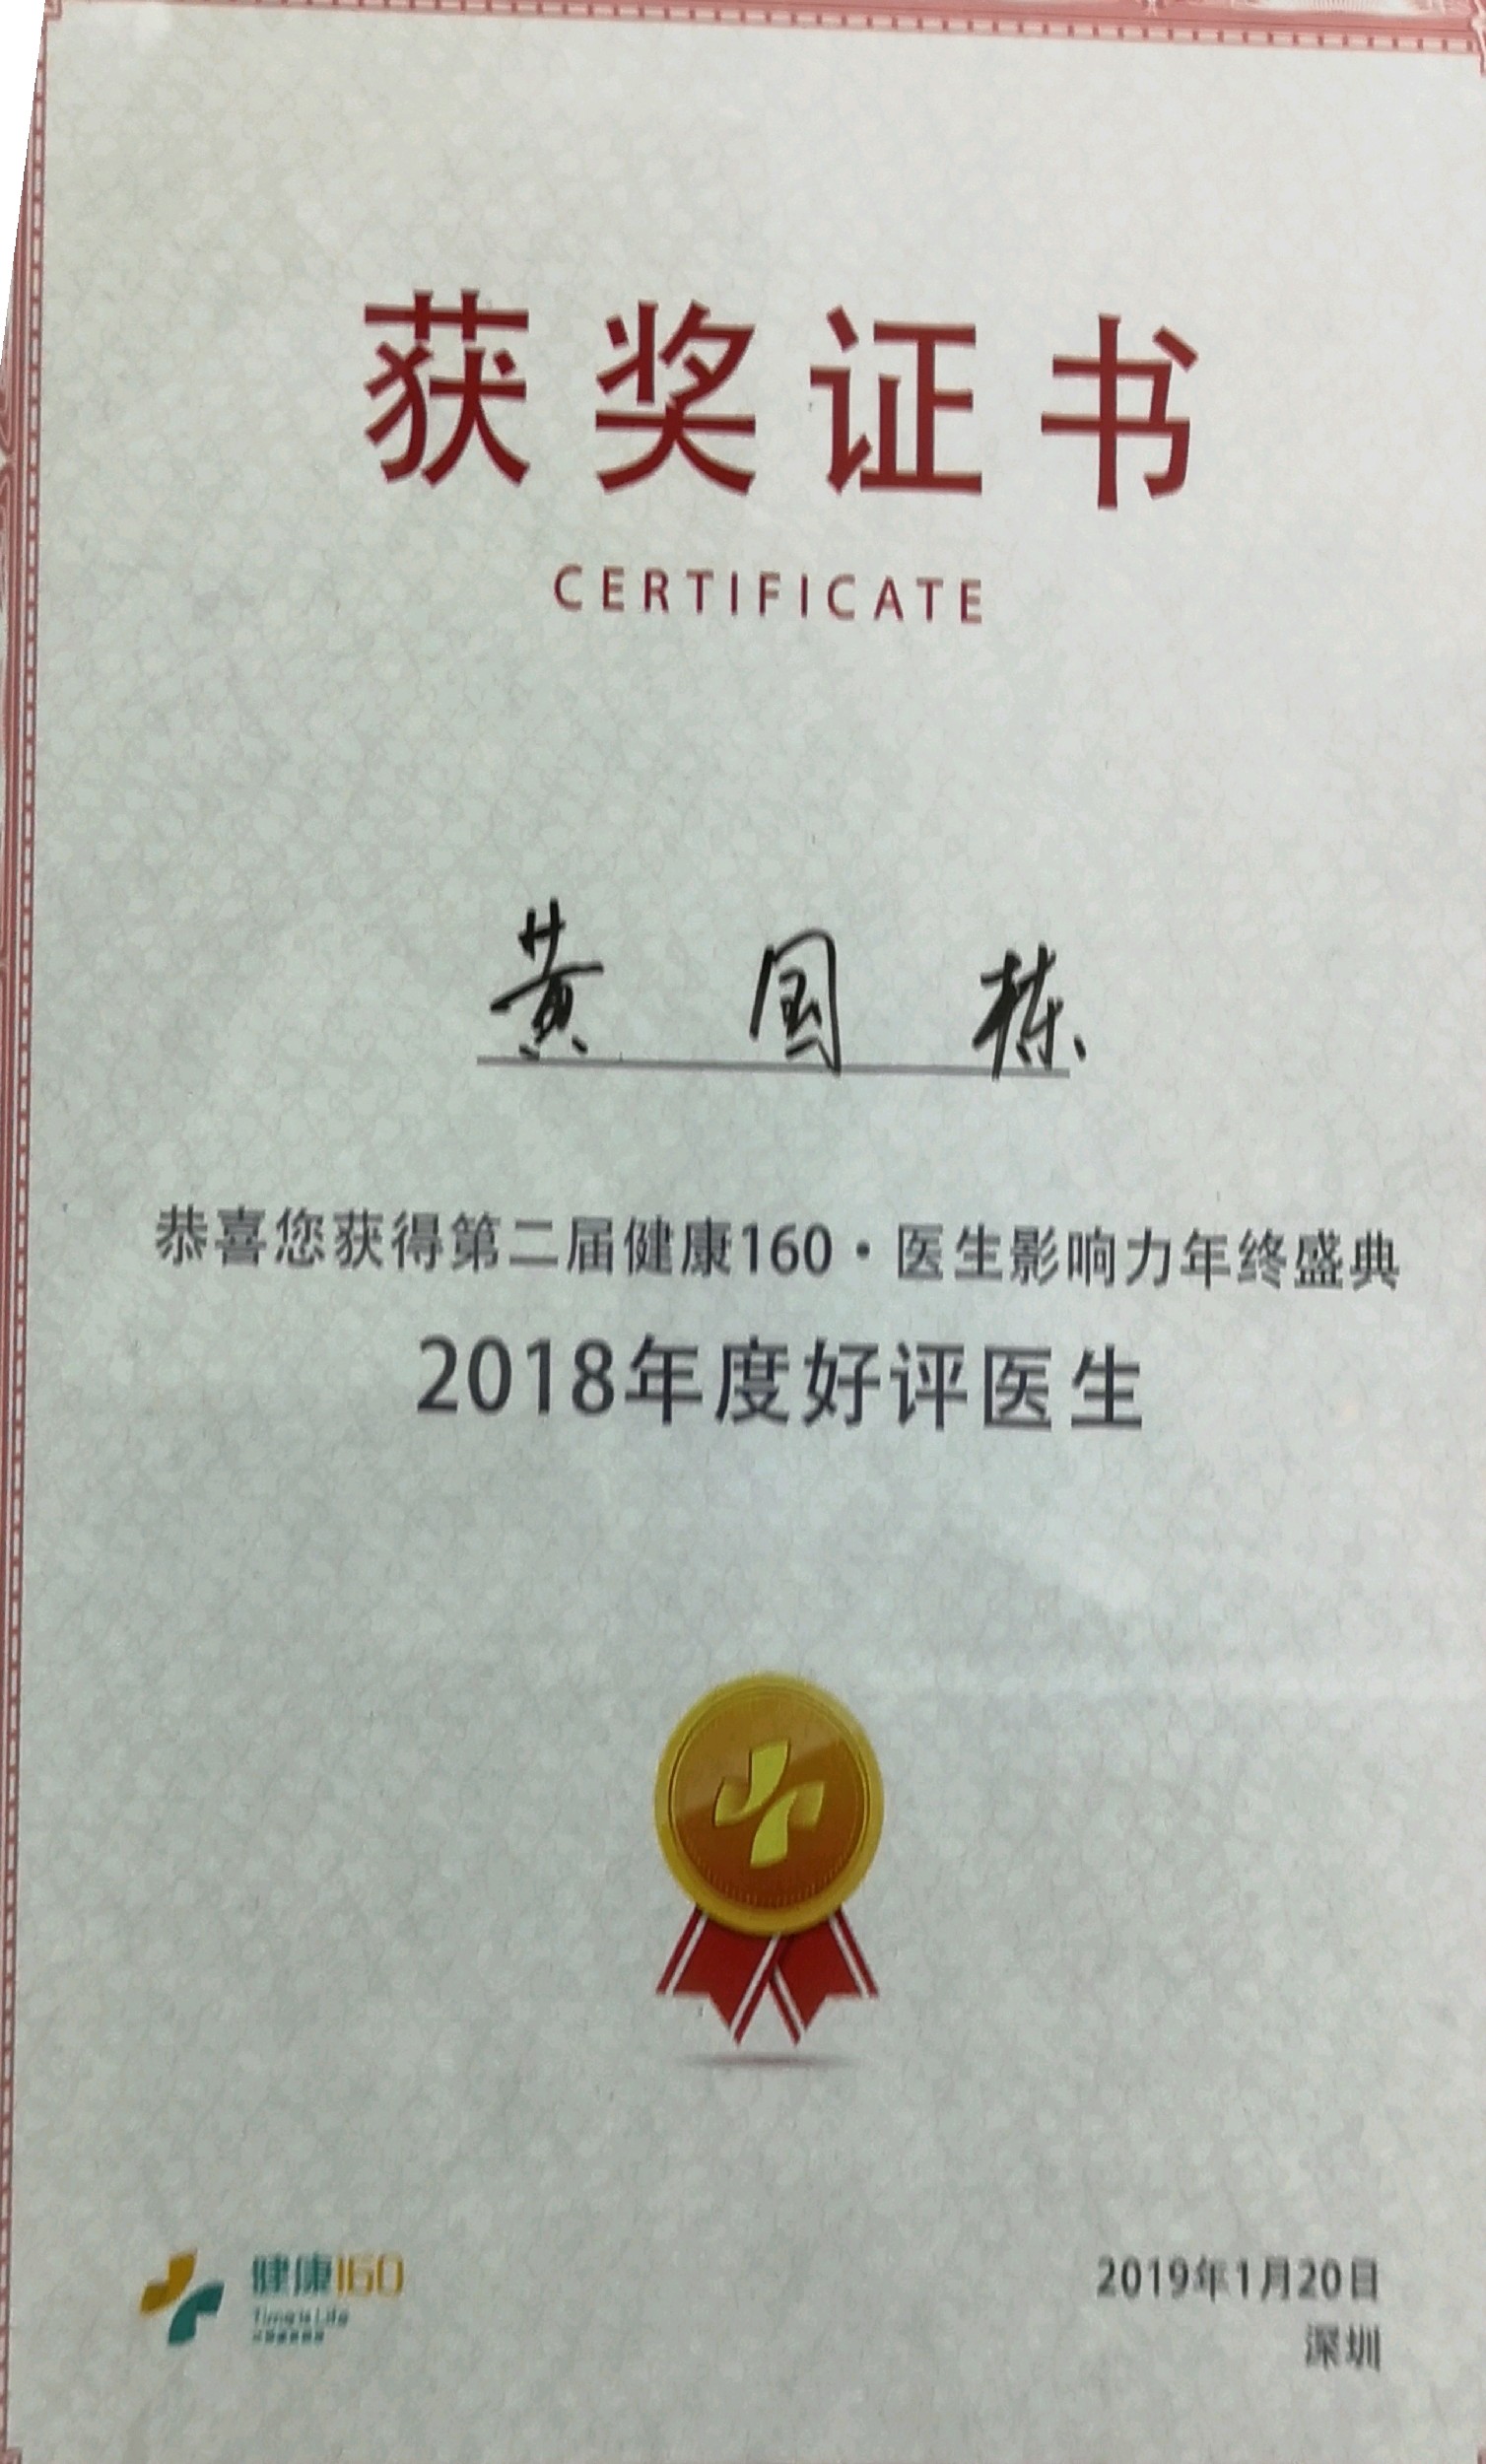 获奖证书
CERTIFICATE
黄国栋
恭喜您获得第二届健康160·医生影响力年终盛典
2018年度好评医生
健康160
Time is Life
2019年1月20日
深圳